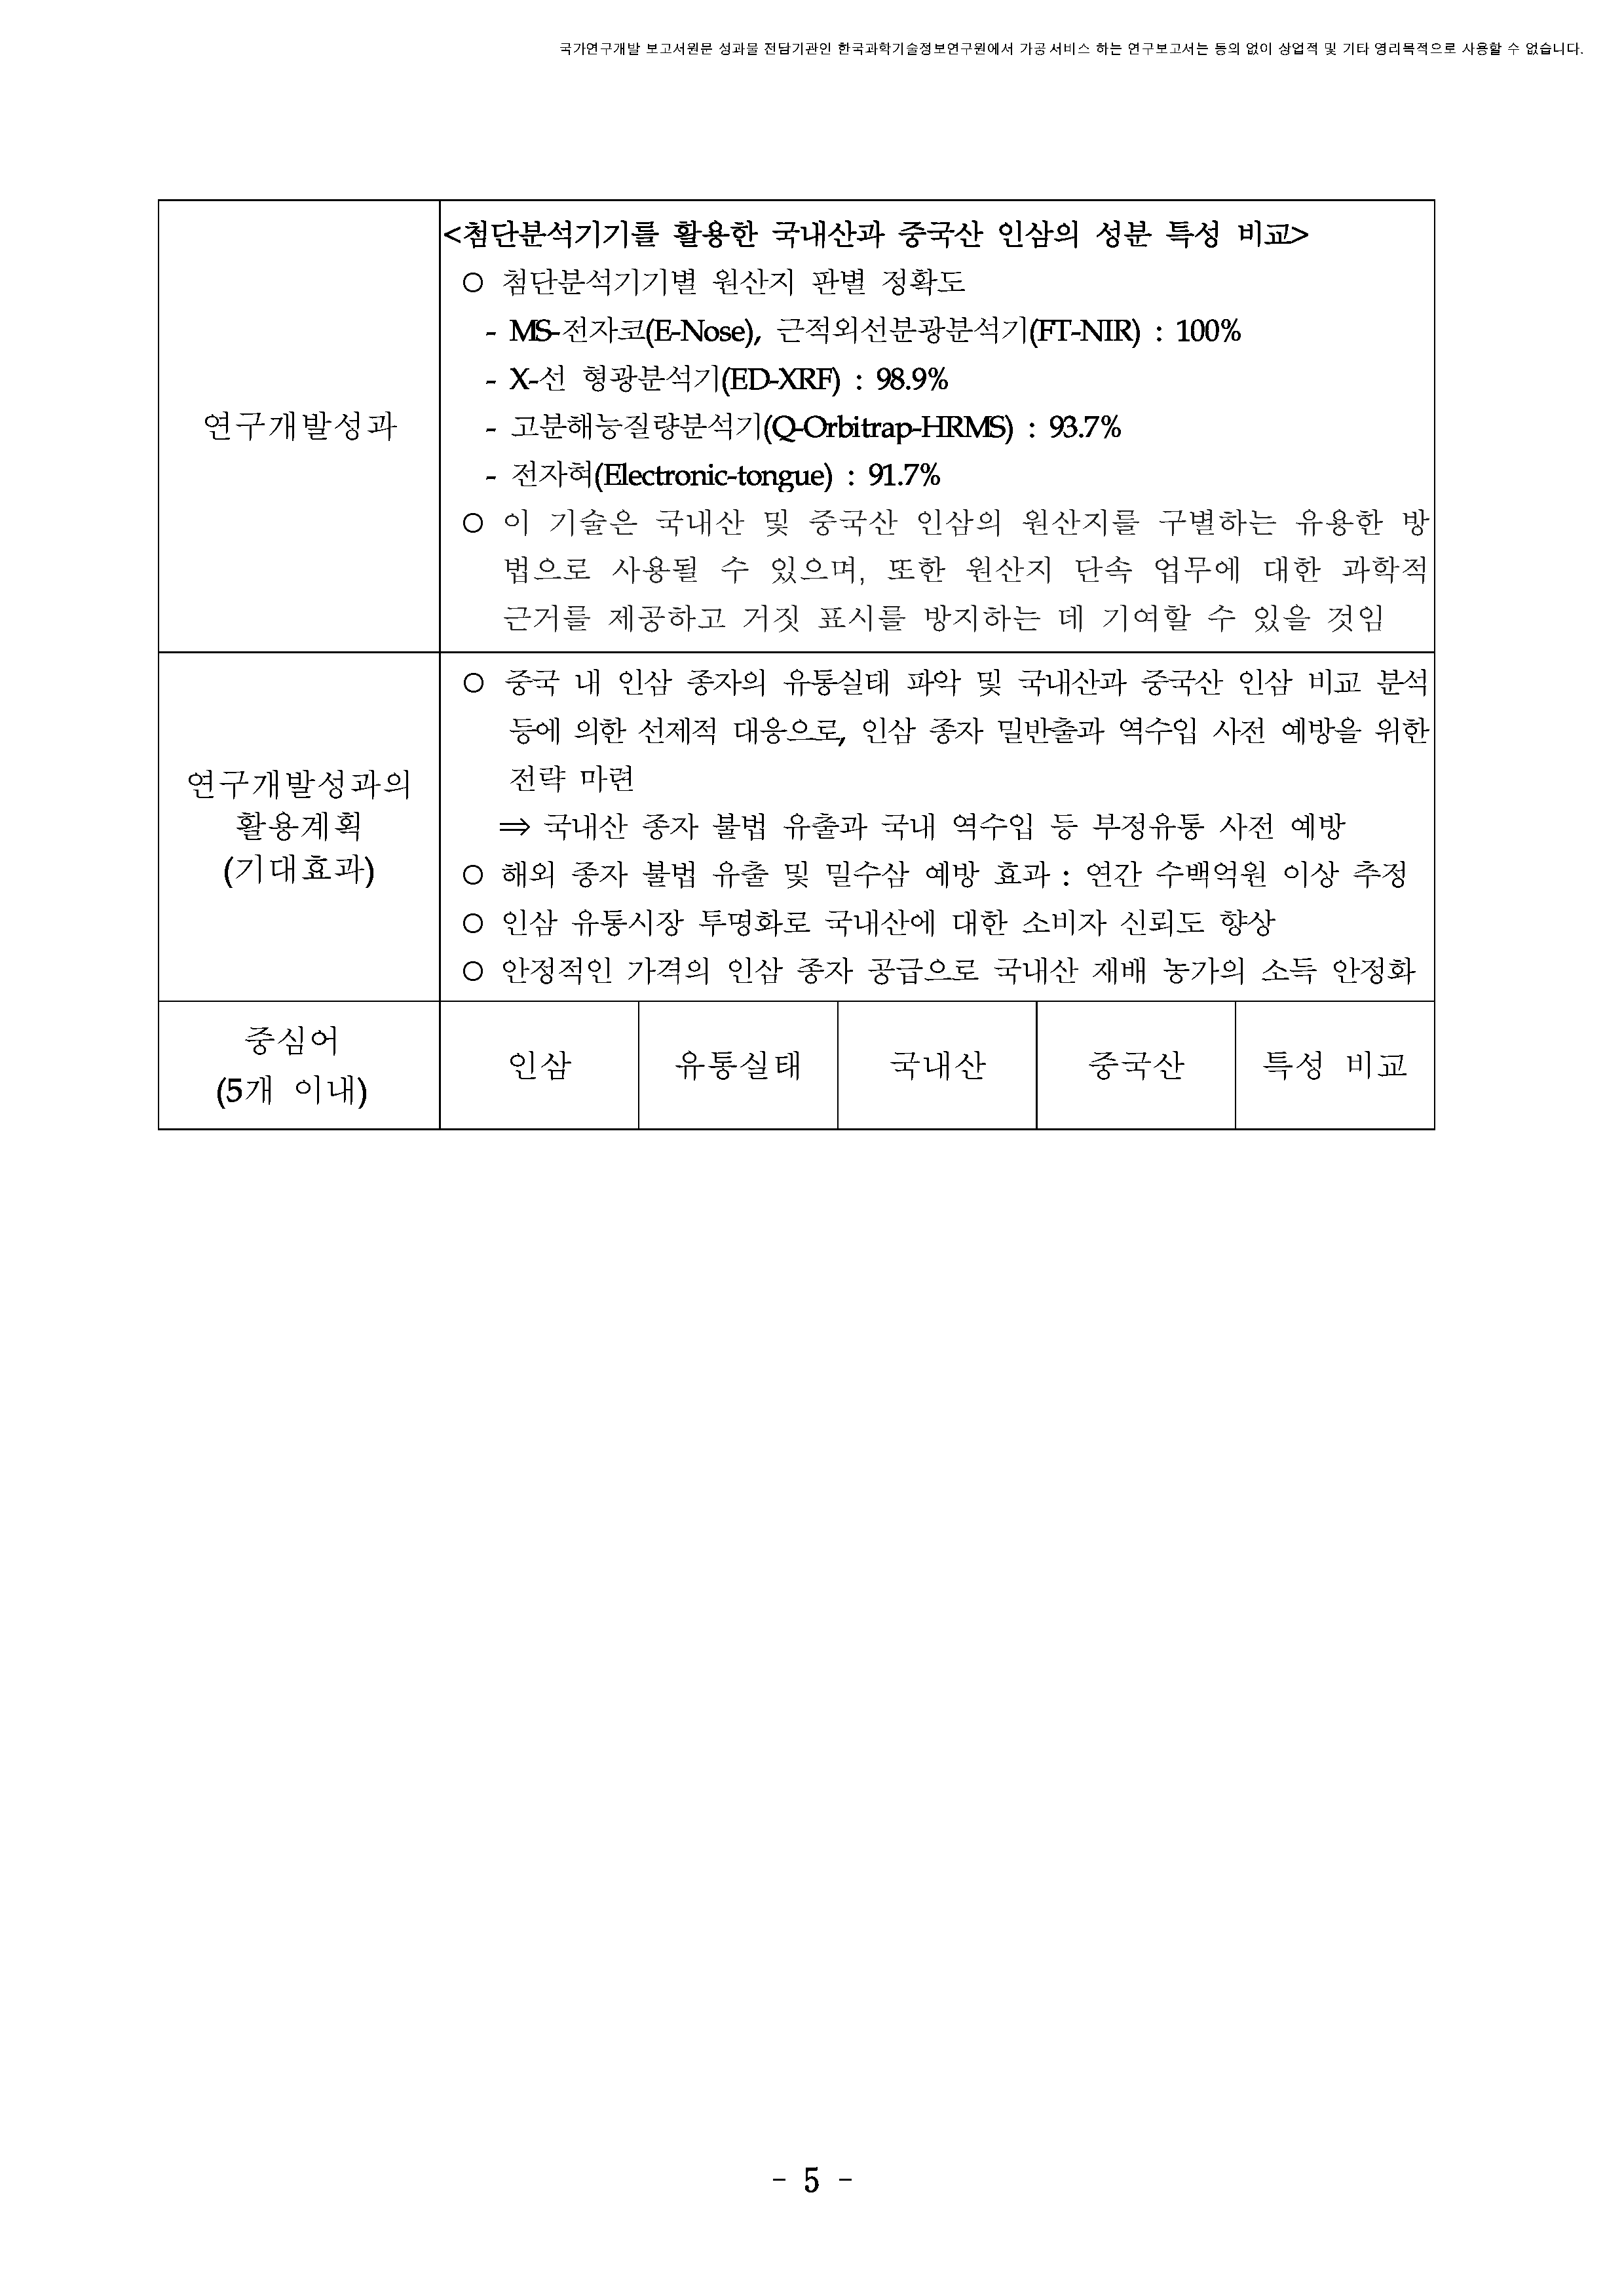 국가연구개발 보고서원문 성과물 전담기관인 한국과학기술정보연구원에서 가공·서비스 하는 연구보고서는 동의 없이 상업적 및 기타 영리목적으로 사용할 수 없습니다.
연구개발성과
<첨단분석기기를 활용한 국내산과 중국산 인삼의 성분 특성 비교>
○ 첨단분석기기별 원산지 판별 정확도
- MS-전자코(E-Nose), 근적외선분광분석기(FT-NIR) : 100%
- X-선 형광분석기(ED-XRF) : 98.9%
- 고분해능질량분석기(Q-Orbitrap-HRMS) : 93.7%
- 전자혀(Electronic-tongue) : 91.7%
○ 이 기술은 국내산 및 중국산 인삼의 원산지를 구별하는 유용한 방
법으로 사용될 수 있으며, 또한 원산지 단속 업무에 대한 과학적
근거를 제공하고 거짓 표시를 방지하는 데 기여할 수 있을 것임
연구개발성과의
활용계획
(기대효과)
○ 중국 내 인삼 종자의 유통실태 파악 및 국내산과 중국산 인삼 비교 분석
등에 의한 선제적 대응으로, 인삼 종자 밀반출과 역수입 사전 예방을 위한
전략 마련
⇒ 국내산 종자 불법 유출과 국내 역수입 등 부정유통 사전 예방
○ 해외 종자 불법 유출 및 밀수삼 예방 효과 : 연간 수백억원 이상 추정
○ 인삼 유통시장 투명화로 국내산에 대한 소비자 신뢰도 향상
○ 안정적인 가격의 인삼 종자 공급으로 국내산 재배 농가의 소득 안정화
중심어
(5개 이내)
인삼
유통실태
국내산
중국산
특성 비교
- 5 -